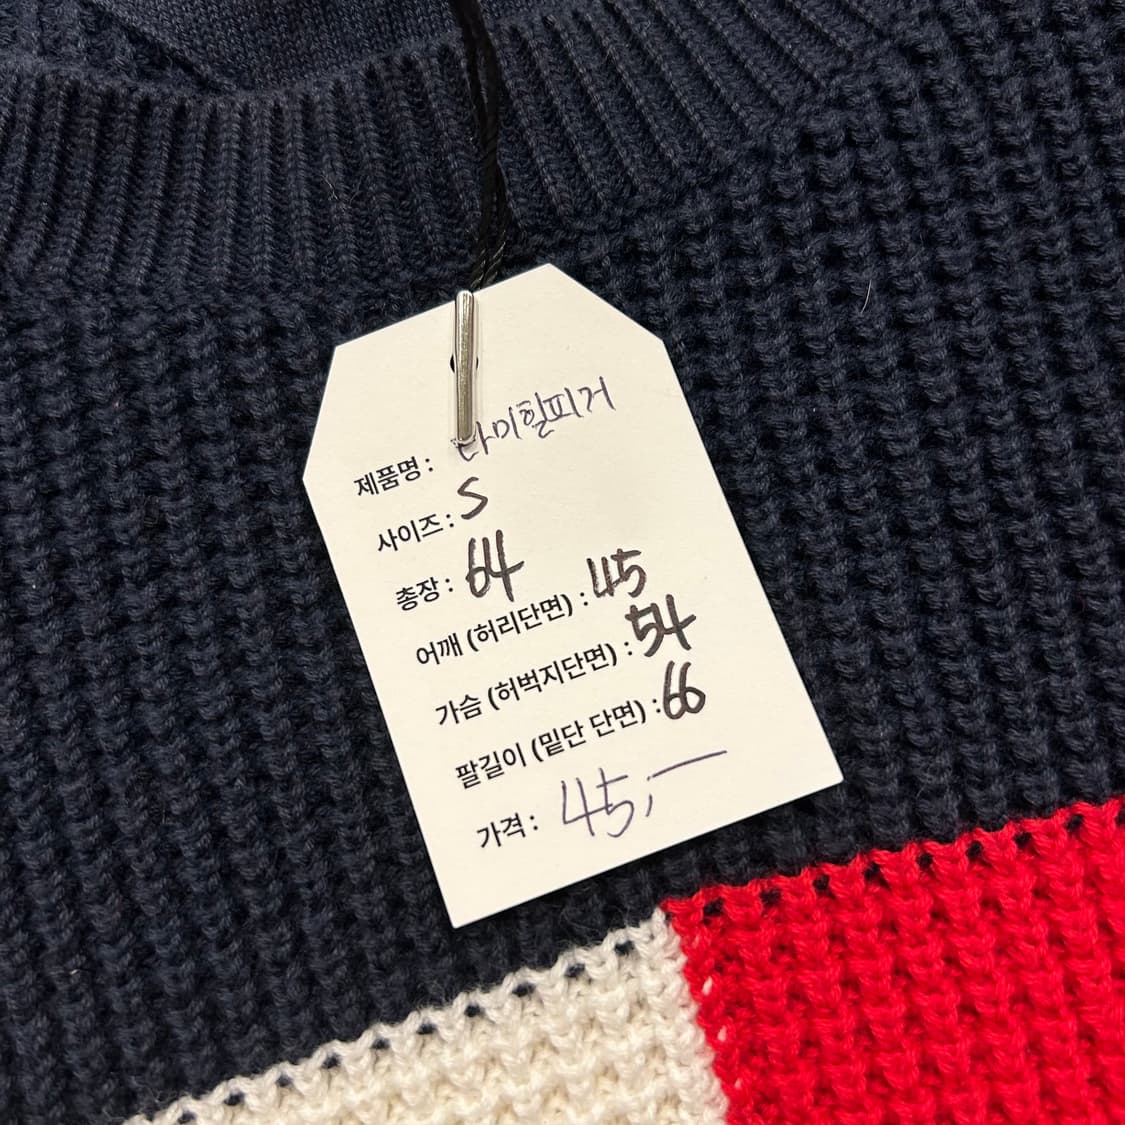 제품명 : 타미힐피거
사이즈 : S
총장 : 64
어깨 (허리단면) : 45
가슴 (허벅지단면) : 54
팔길이 (밑단 단면) : 66
가격 : 45,—